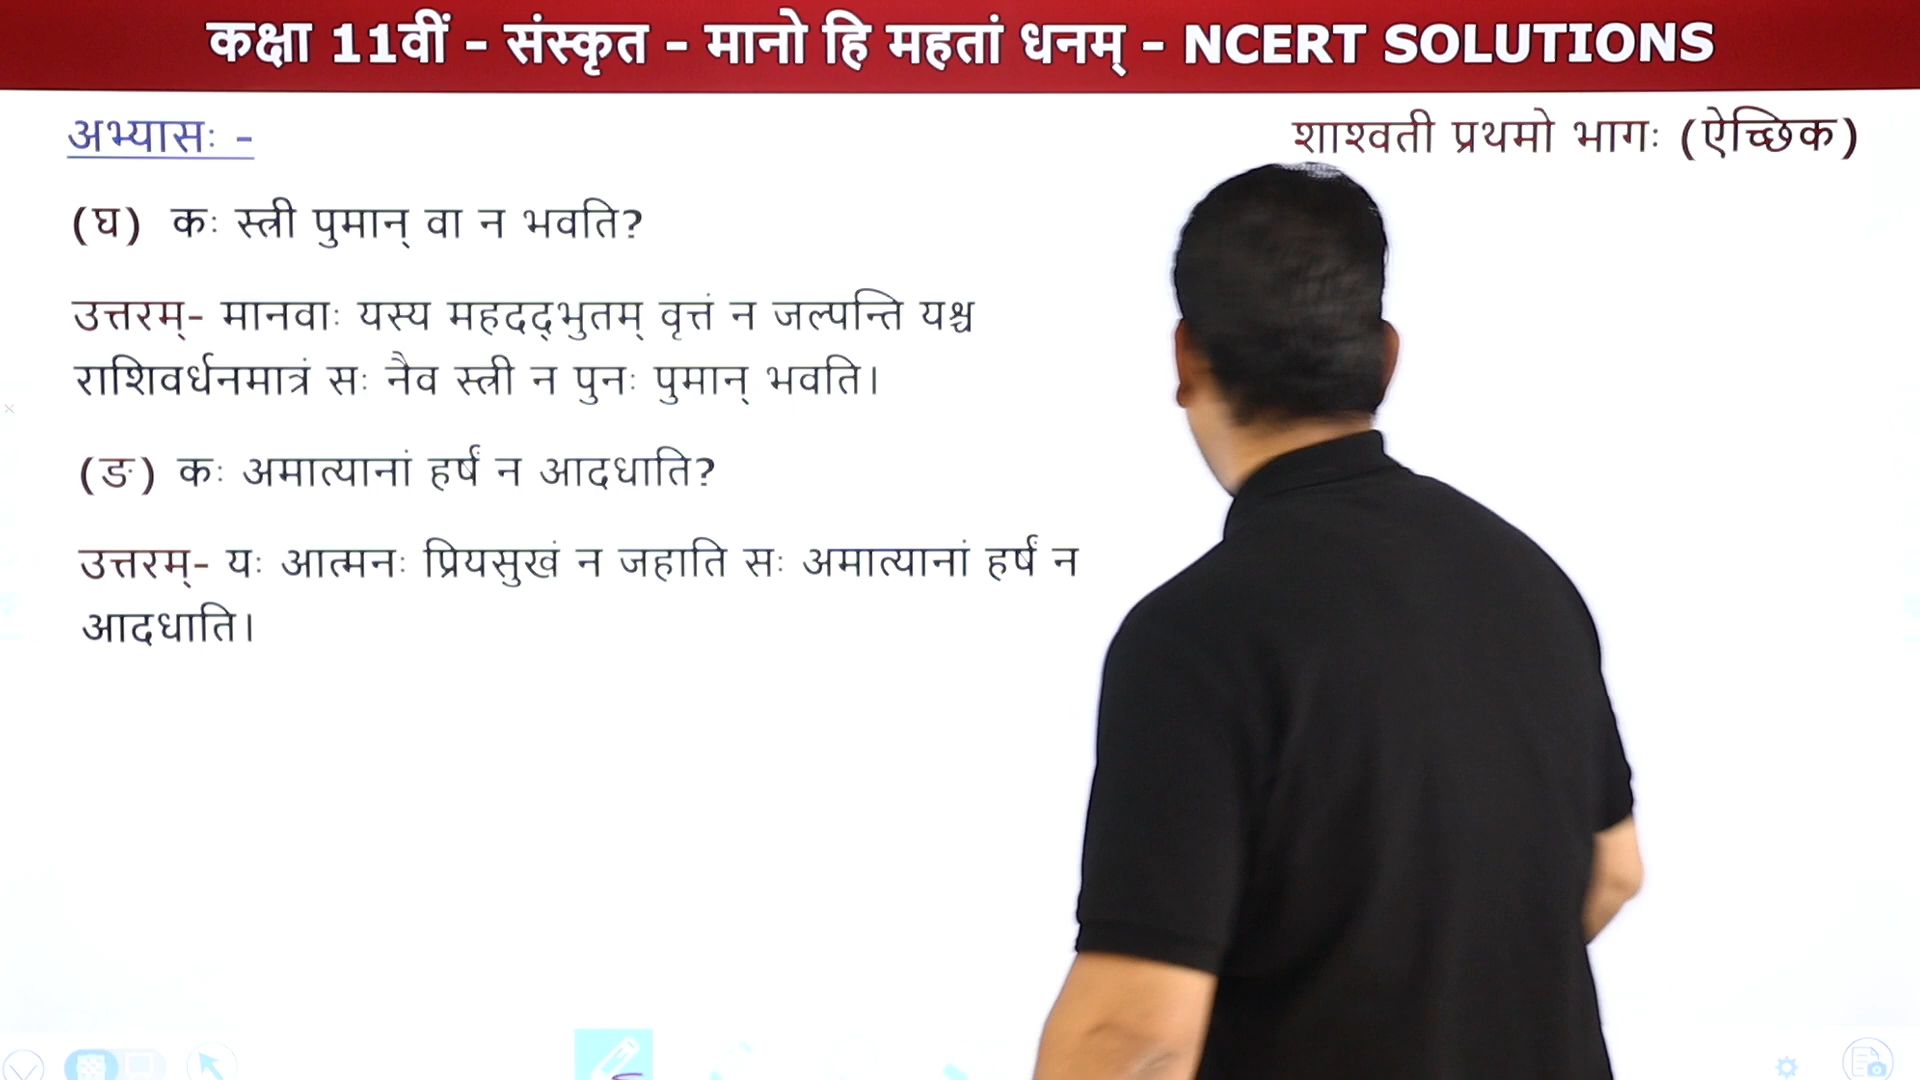 कक्षा 11वीं - संस्कृत - मानो हि महतां धनम् - NCERT SOLUTIONS
अभ्यासः -
शाश्वती प्रथमो भागः (ऐच्छिक)
(घ) कः स्त्री पुमान् वा न भवति?
उत्तरम्- मानवाः यस्य महदद्भुतम् वृत्तं न जल्पन्ति यश्च
राशिवर्धनमात्रं सः नैव स्त्री न पुनः पुमान् भवति।
(ङ) कः अमात्यानां हर्षं न आदधाति?
उत्तरम्- यः आत्मनः प्रियसुखं न जहाति सः अमात्यानां हर्षं न
आदधाति।